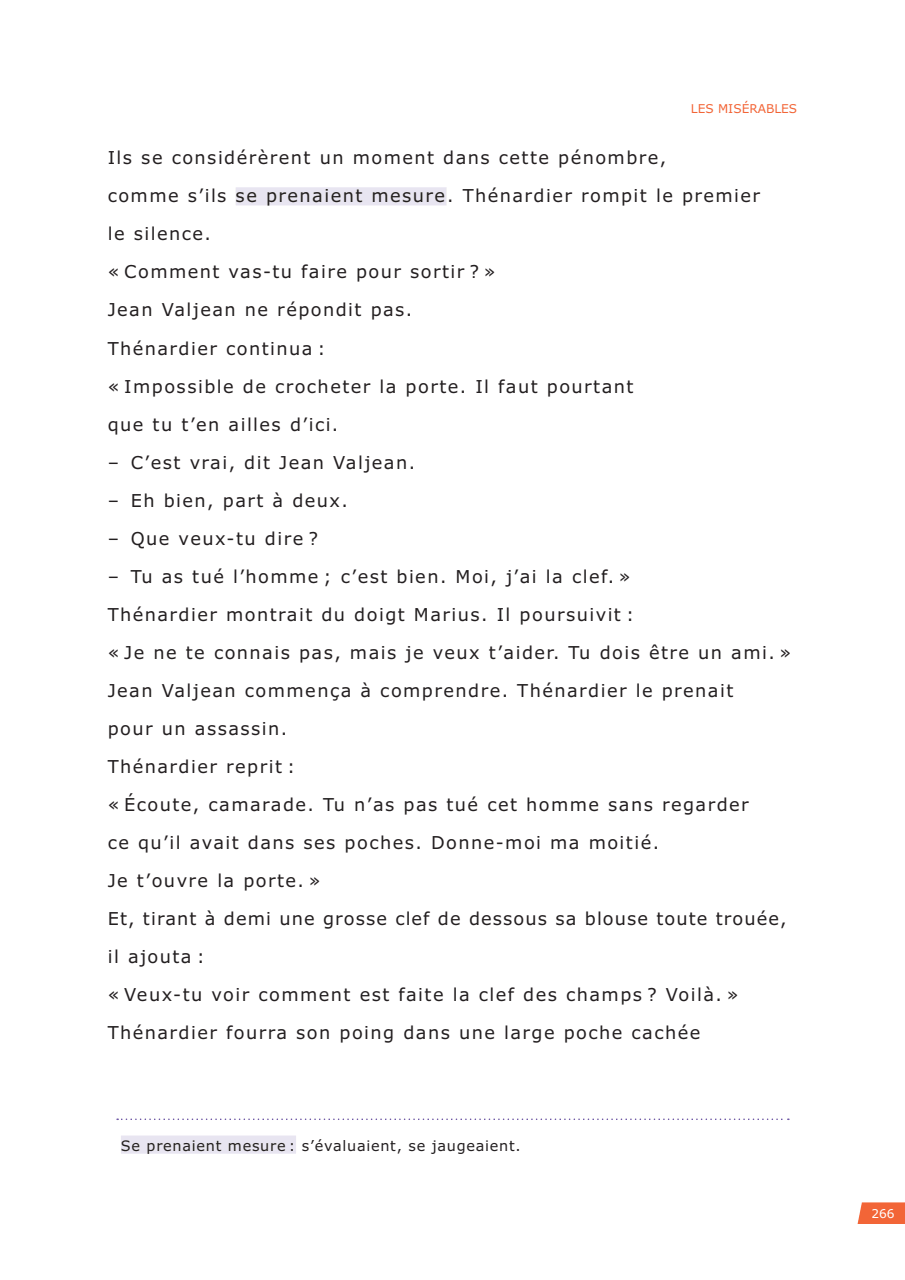 LES MISÉRABLES
Ils se considérèrent un moment dans cette pénombre,
comme s’ils se prenaient mesure. Thénardier rompit le premier
le silence.
« Comment vas-tu faire pour sortir ? »
Jean Valjean ne répondit pas.
Thénardier continua :
« Impossible de crocheter la porte. Il faut pourtant
que tu t’en ailles d’ici.
– C’est vrai, dit Jean Valjean.
– Eh bien, part à deux.
– Que veux-tu dire ?
– Tu as tué l’homme ; c’est bien. Moi, j’ai la clef. »
Thénardier montrait du doigt Marius. Il poursuivit :
« Je ne te connais pas, mais je veux t’aider. Tu dois être un ami. »
Jean Valjean commença à comprendre. Thénardier le prenait
pour un assassin.
Thénardier reprit :
« Écoute, camarade. Tu n’as pas tué cet homme sans regarder
ce qu’il avait dans ses poches. Donne-moi ma moitié.
Je t’ouvre la porte. »
Et, tirant à demi une grosse clef de dessous sa blouse toute trouée,
il ajouta :
« Veux-tu voir comment est faite la clef des champs ? Voilà. »
Thénardier fourra son poing dans une large poche cachée
Se prenaient mesure : s’évaluaient, se jaugeaient.
266